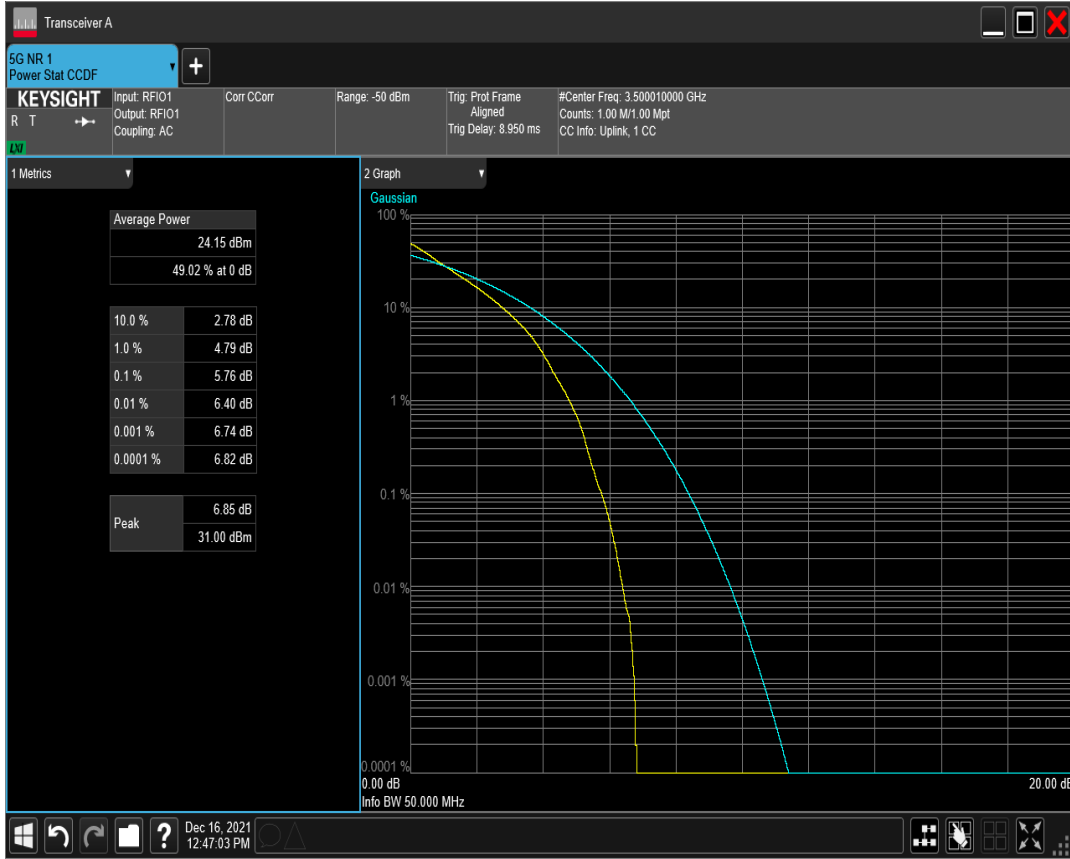 Transceiver A
5G NR 1
Power Stat CCDF
KEYSIGHT
R T
LXI
Input: RFIO1
Output: RFIO1
Coupling: AC
Corr CCorr
Range: -50 dBm
Trig: Prot Frame
Aligned
Trig Delay: 8.950 ms
#Center Freq: 3.500010000 GHz
Counts: 1.00 M/1.00 Mpt
CC Info: Uplink, 1 CC
1 Metrics
Average Power
24.15 dBm
49.02 % at 0 dB
10.0 % 2.78 dB
1.0 % 4.79 dB
0.1 % 5.76 dB
0.01 % 6.40 dB
0.001 % 6.74 dB
0.0001 % 6.82 dB
Peak
6.85 dB
31.00 dBm
2 Graph
Gaussian
100 %
10 %
1 %
0.1 %
0.01 %
0.001 %
0.0001 %
0.00 dB 20.00 dB
Info BW 50.000 MHz
?
Dec 16, 2021
12:47:03 PM